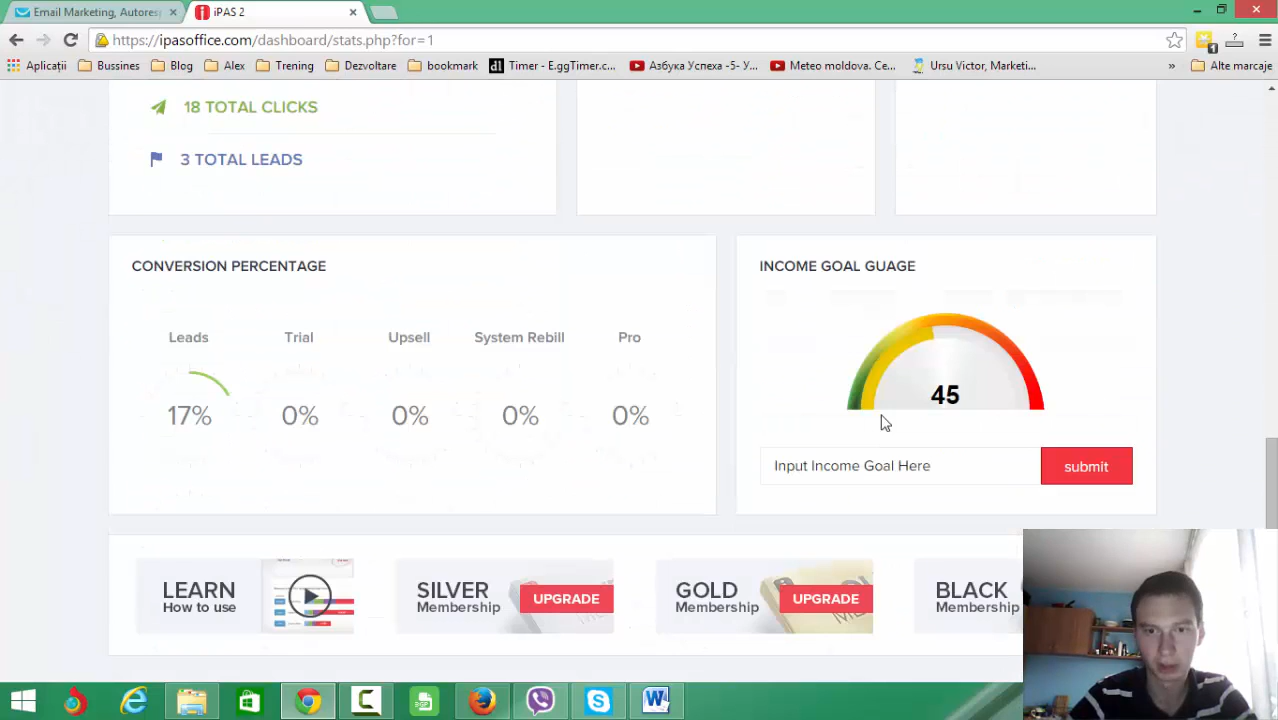 Email Marketing, Autoresp
iPAS 2
https://ipasoffice.com/dashboard/stats.php?for=1
Aplicații
Bussines
Blog
Alex
Trening
Dezvoltare
bookmark
d1 Timer - E.ggTimer.c...
Азбука Успеха -5- У...
Meteo moldova. Се...
Ursu Victor, Marketi...
»
Alte marcaje
18 TOTAL CLICKS
3 TOTAL LEADS
CONVERSION PERCENTAGE
Leads
Trial
Upsell
System Rebill
Pro
17%
0%
0%
0%
0%
INCOME GOAL GUAGE
45
Input Income Goal Here
submit
LEARN
How to use
SILVER
Membership
UPGRADE
GOLD
Membership
UPGRADE
BLACK
Membership